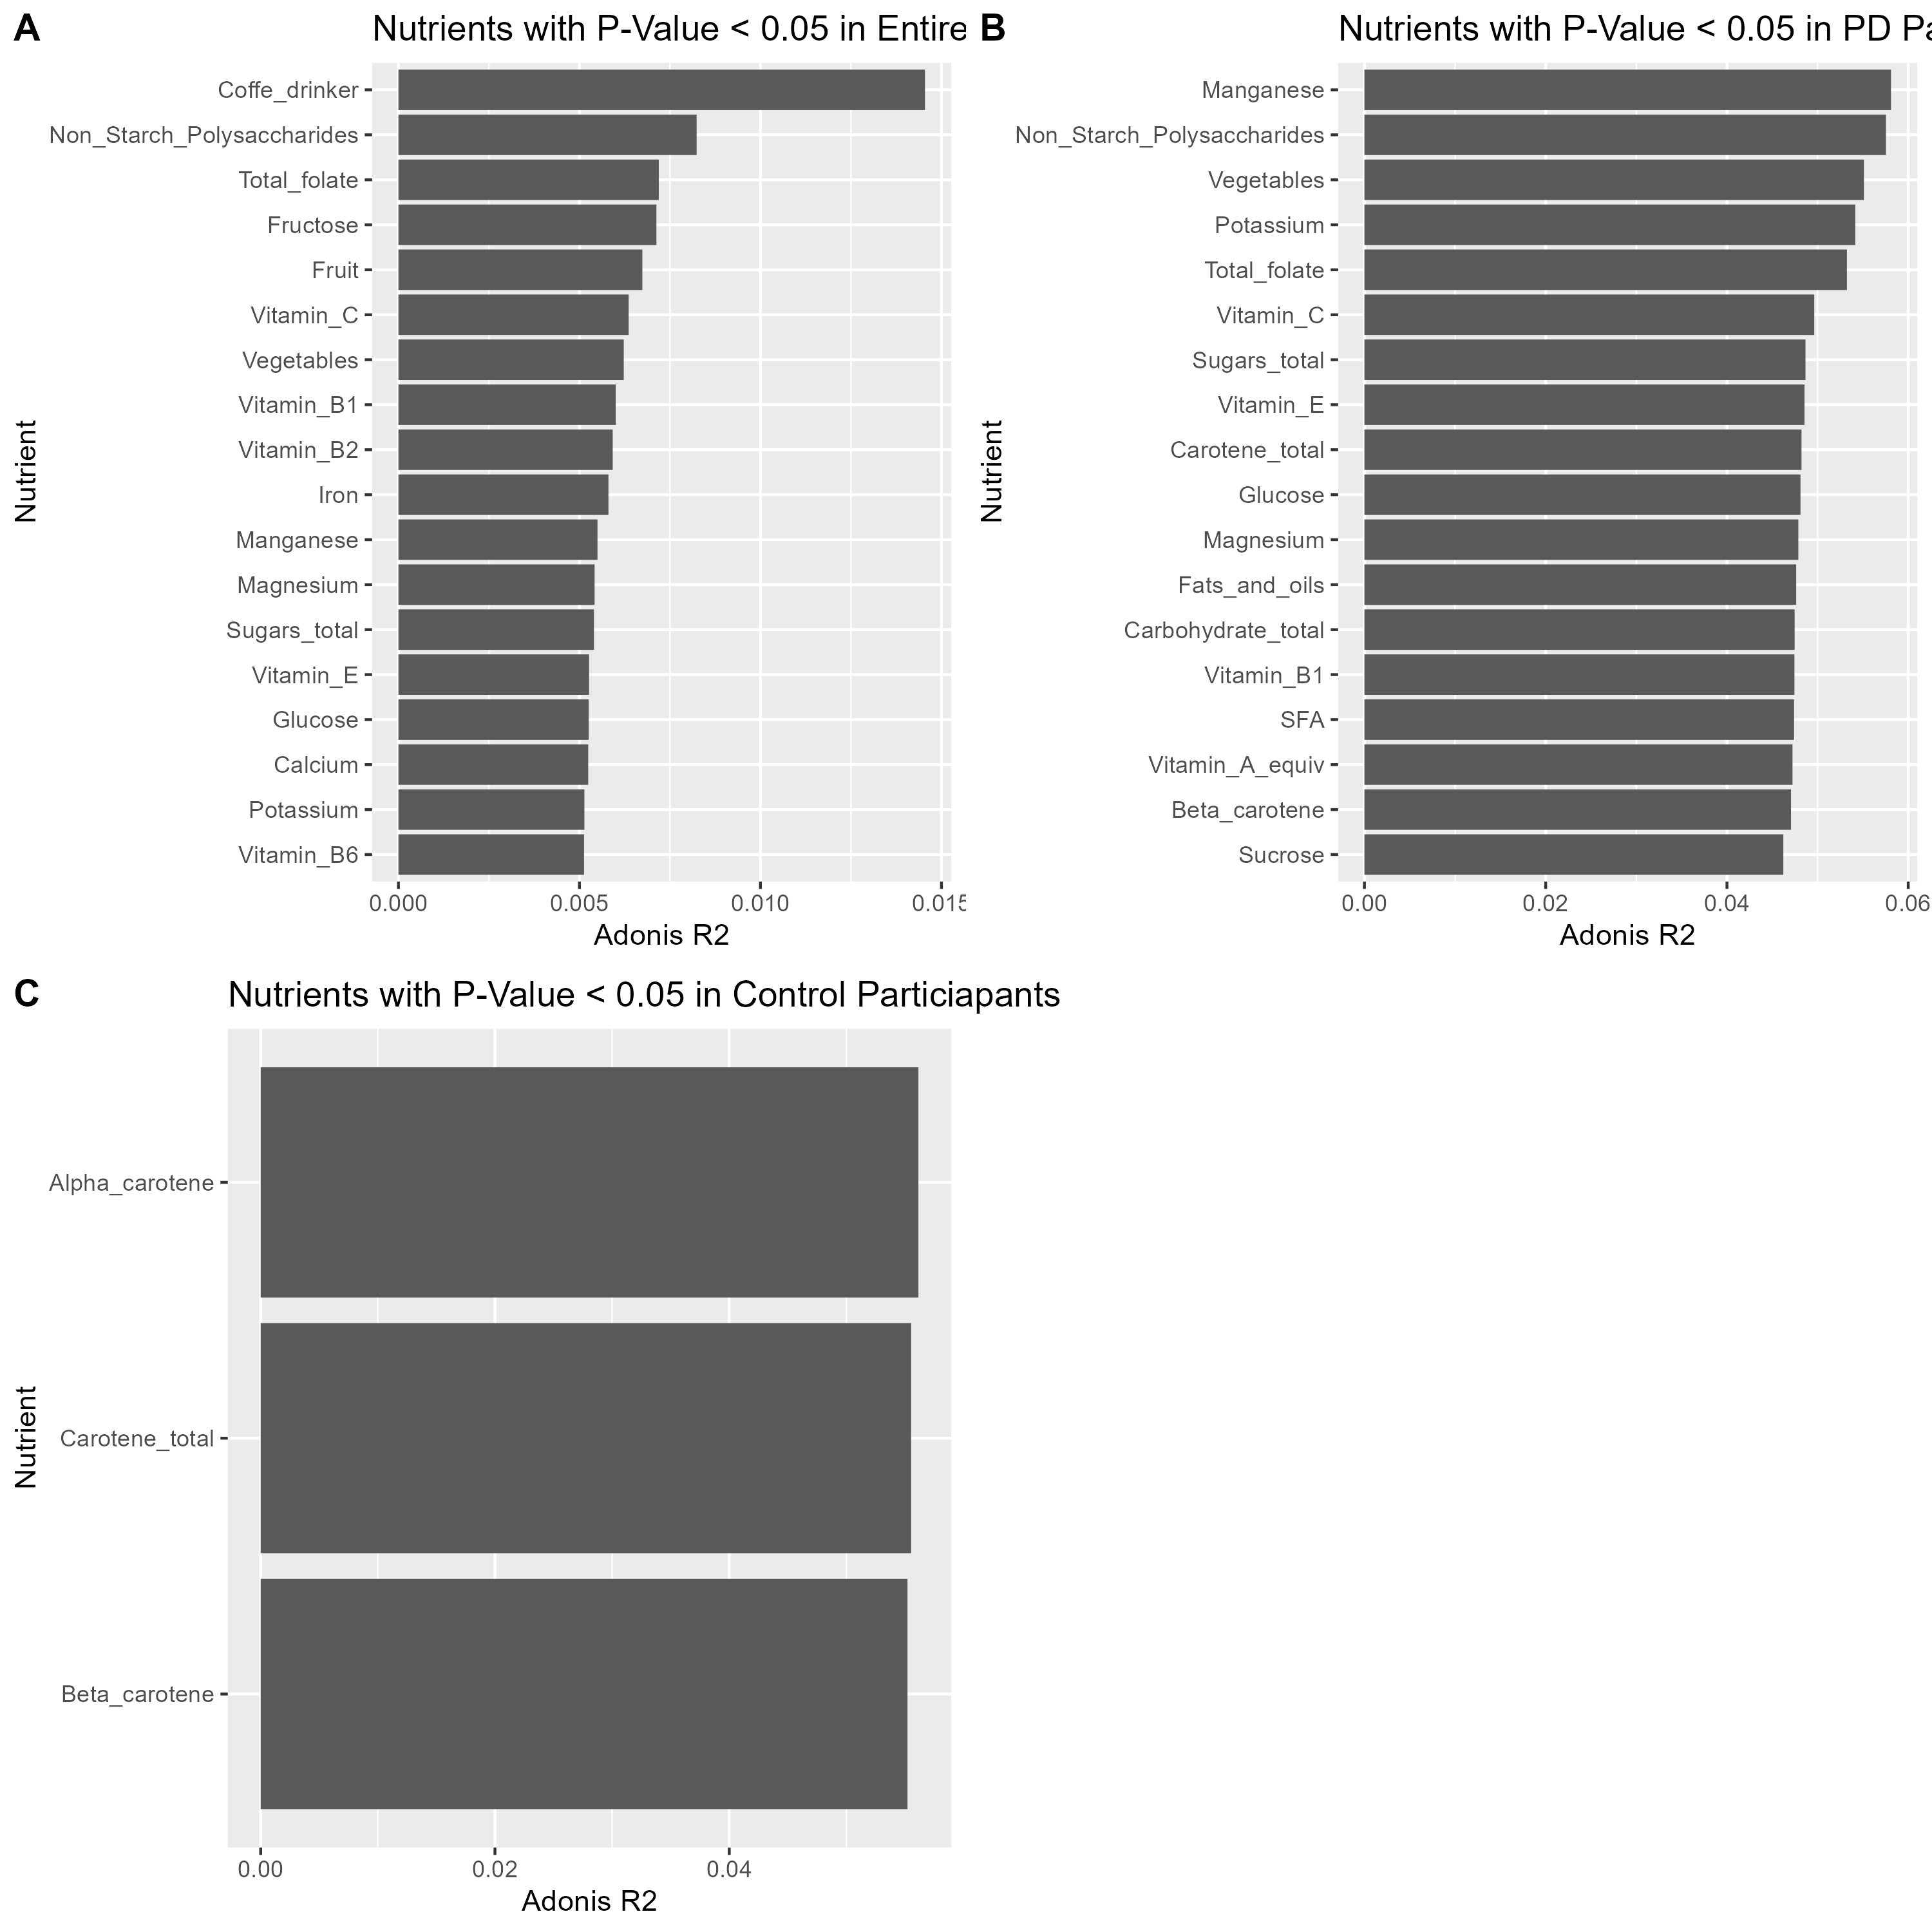 A
Nutrients with P-Value < 0.05 in Entire
Nutrient
Coffe_drinker
Non_Starch_Polysaccharides
Total_folate
Fructose
Fruit
Vitamin_C
Vegetables
Vitamin_B1
Vitamin_B2
Iron
Manganese
Magnesium
Sugars_total
Vitamin_E
Glucose
Calcium
Potassium
Vitamin_B6
0.000 0.005 0.010 0.015
Adonis R2
B
Nutrients with P-Value < 0.05 in PD Pa
Nutrient
Manganese
Non_Starch_Polysaccharides
Vegetables
Potassium
Total_folate
Vitamin_C
Sugars_total
Vitamin_E
Carotene_total
Glucose
Magnesium
Fats_and_oils
Carbohydrate_total
Vitamin_B1
SFA
Vitamin_A_equiv
Beta_carotene
Sucrose
0.00 0.02 0.04 0.06
Adonis R2
C
Nutrients with P-Value < 0.05 in Control Particiapants
Nutrient
Alpha_carotene
Carotene_total
Beta_carotene
0.00 0.02 0.04
Adonis R2